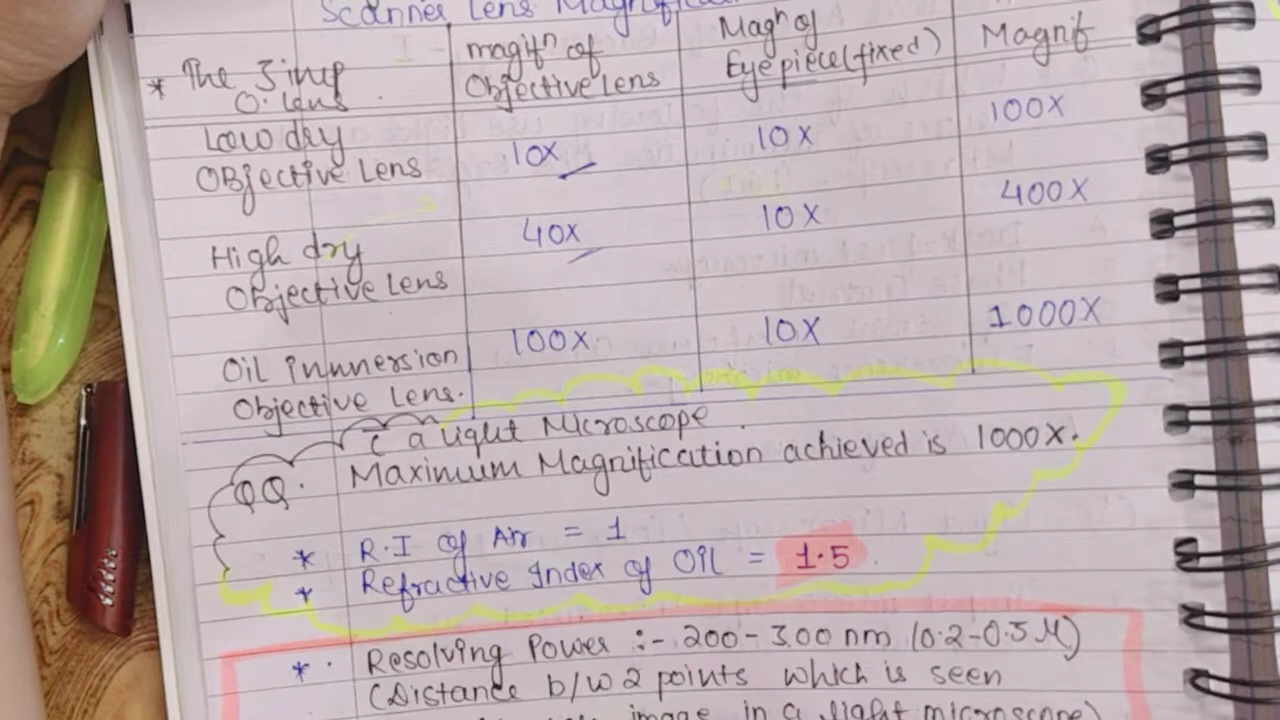 Scanner Lens Magnific
* The 3 imp
O. lens
magifⁿ of
Objective Lens
Magⁿ of
Eye piece (fixed)
Magnif
Low dry
Objective Lens
10X
10X
100X
High dry
Objective Lens
40X
10X
400X
Oil inmersion
Objective Lens.
100X
10X
1000X
c̄ a light Microscope.
QQ. Maximum Magnification achieved is 1000X.
* R.I of Air = 1
* Refractive Index of Oil = 1.5
* . Resolving Power :- 200-300 nm (0.2-0.3 M)
(Distance b/w 2 points which is seen
image in a light microscope)